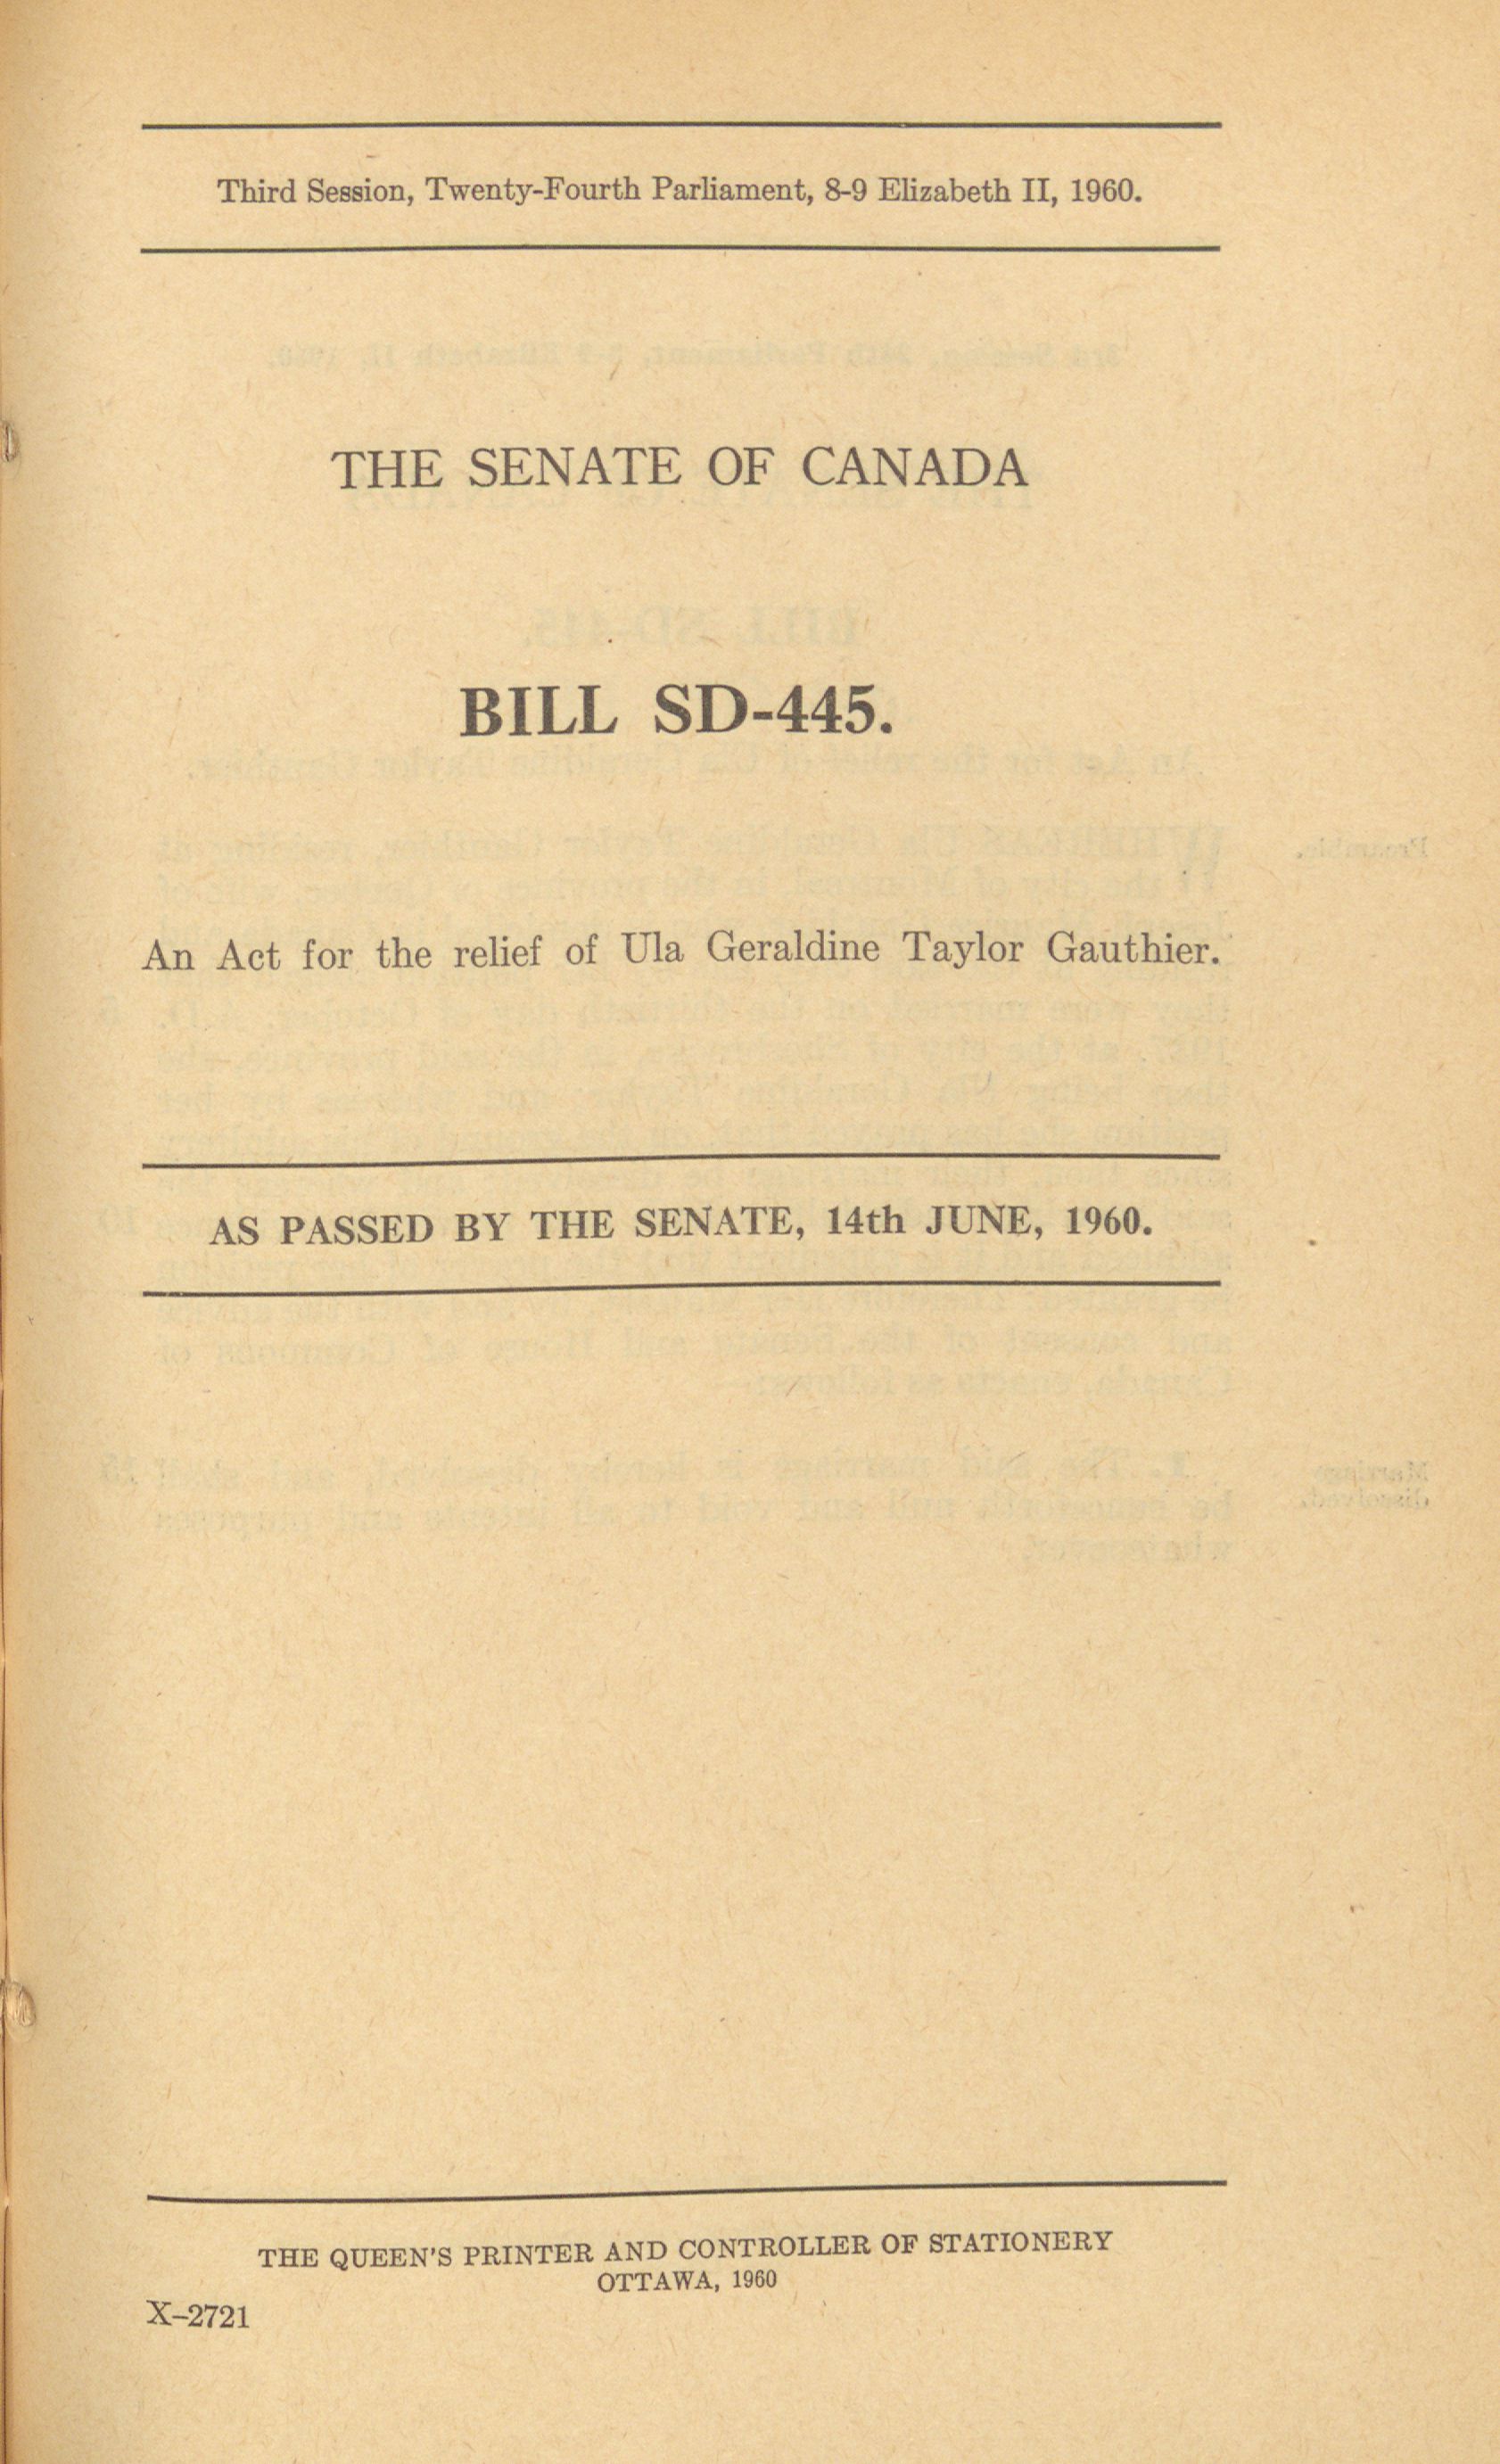 Third Session, Twenty-Fourth Parliament, 8-9 Elizabeth II, 1960.
THE SENATE OF CANADA
BILL SD-445.
An Act for the relief of Ula Geraldine Taylor Gauthier.
AS PASSED BY THE SENATE, 14th JUNE, 1960.
THE QUEEN'S PRINTER AND CONTROLLER OF STATIONERY
OTTAWA, 1960
X-2721